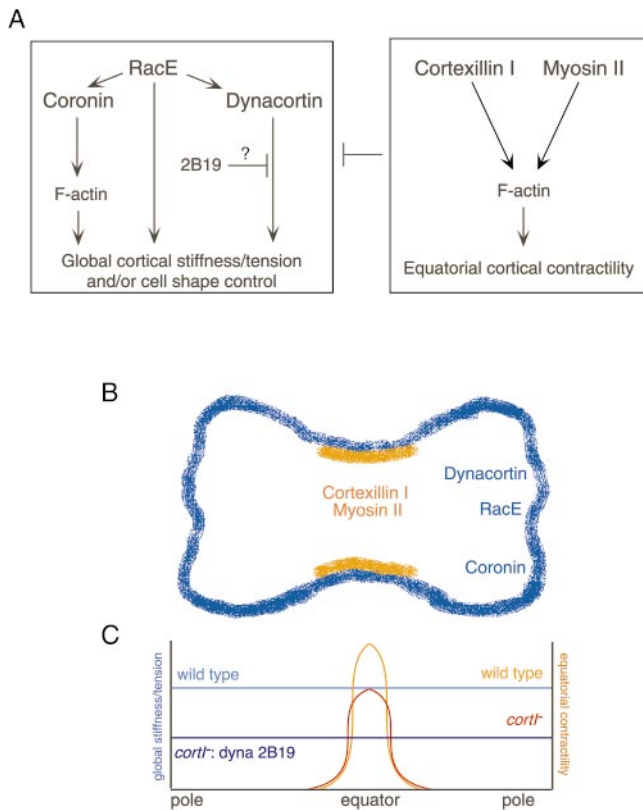 A
RacE
Coronin
Dynacortin
2B19
?
F-actin
Global cortical stiffness/tension
and/or cell shape control
Cortexillin I
Myosin II
F-actin
Equatorial cortical contractility
B
Cortexillin I
Myosin II
Dynacortin
RacE
Coronin
C
global stiffness/tension
wild type
cortI-: dyna 2B19
wild type
cortI-
equatorial contractility
pole
equator
pole